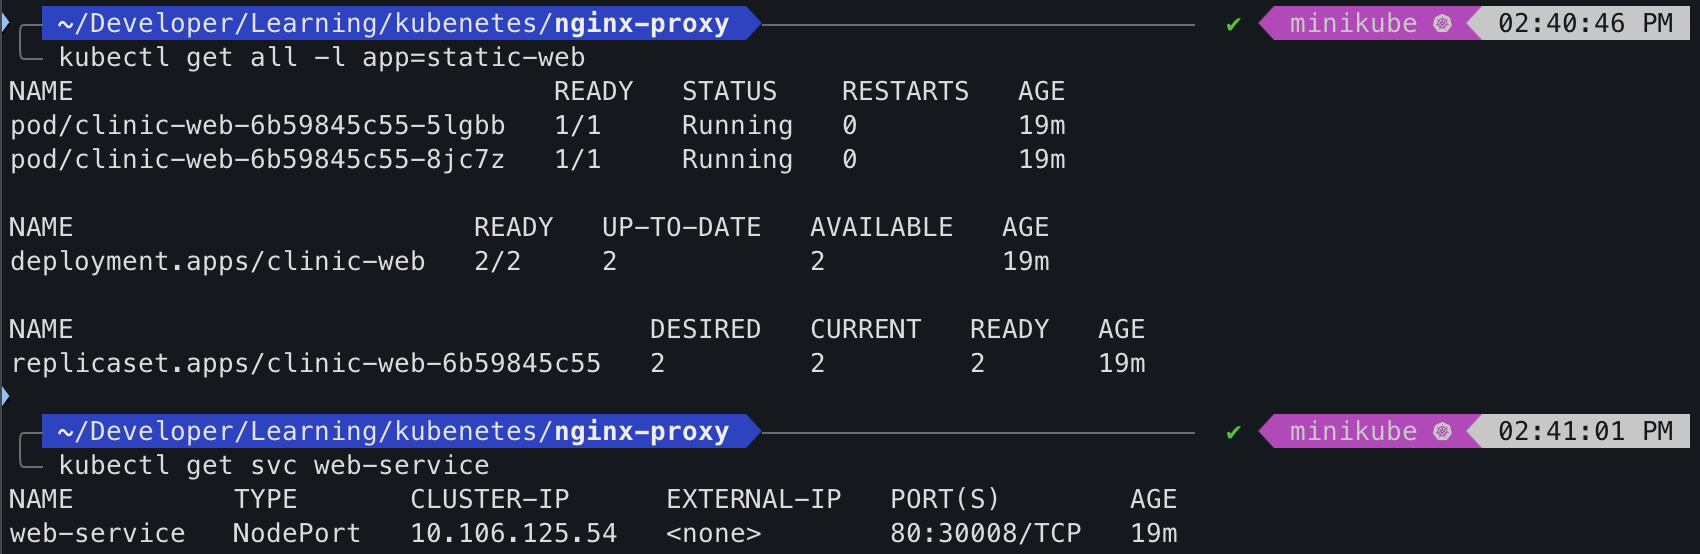 ~/Developer/Learning/kubenetes/nginx-proxy ✔ minikube 02:40:46 PM
kubectl get all -l app=static-web
NAME READY STATUS RESTARTS AGE
pod/clinic-web-6b59845c55-5lgbb 1/1 Running 0 19m
pod/clinic-web-6b59845c55-8jc7z 1/1 Running 0 19m
NAME READY UP-TO-DATE AVAILABLE AGE
deployment.apps/clinic-web 2/2 2 2 19m
NAME DESIRED CURRENT READY AGE
replicaset.apps/clinic-web-6b59845c55 2 2 2 19m
~/Developer/Learning/kubenetes/nginx-proxy ✔ minikube 02:41:01 PM
kubectl get svc web-service
NAME TYPE CLUSTER-IP EXTERNAL-IP PORT(S) AGE
web-service NodePort 10.106.125.54 <none> 80:30008/TCP 19m